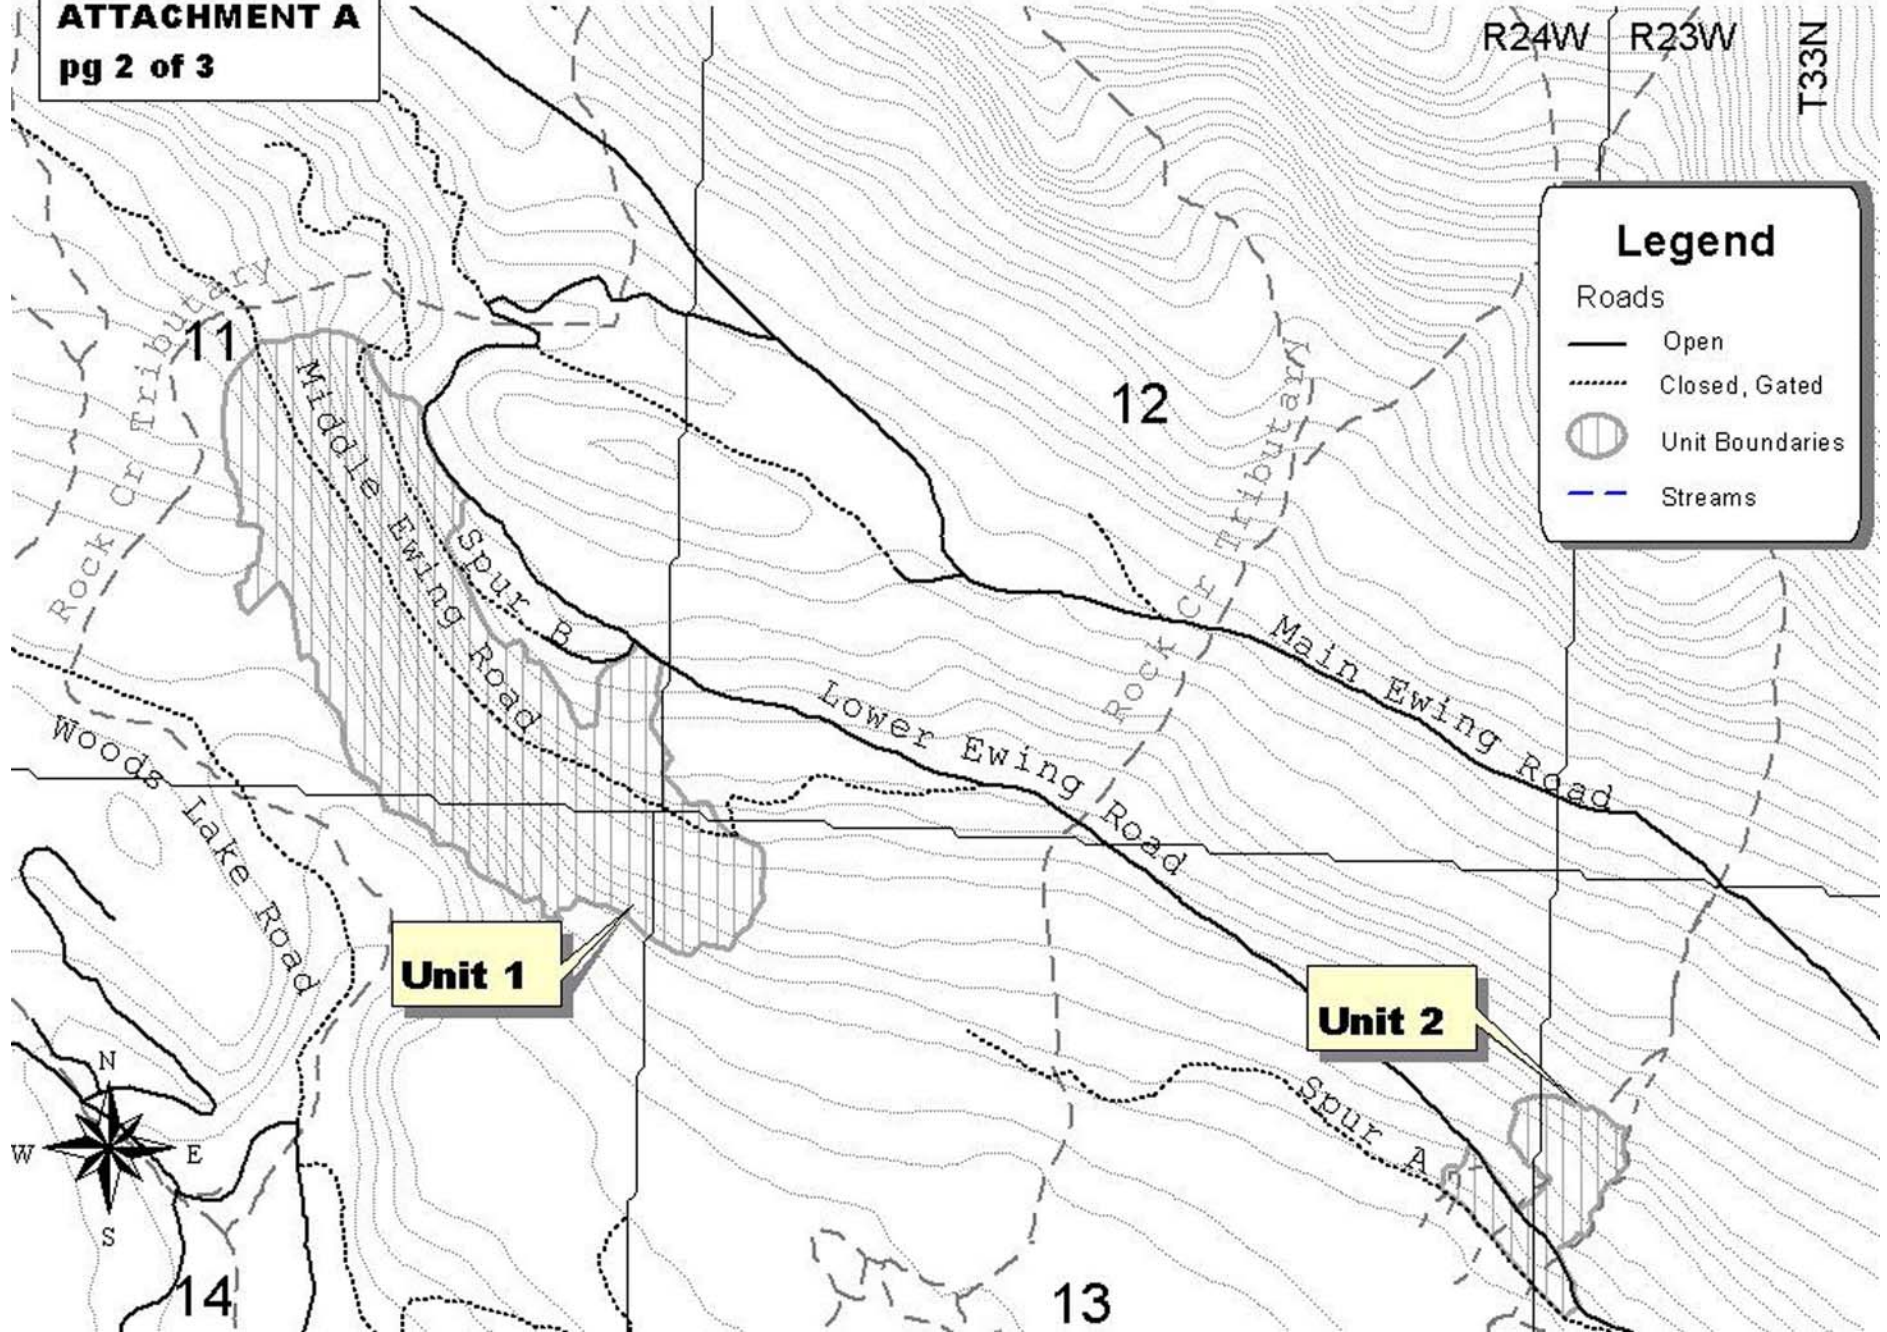 ATTACHMENT A
pg 2 of 3
R24W
R23W
T33N
Legend
Roads
Open
Closed, Gated
Unit Boundaries
Streams
11
12
Rock Cr Tributary
Middle Ewing Road
Spur B
Rock Cr Tributary
Main Ewing Road
Lower Ewing Road
Woods Lake Road
Unit 1
Unit 2
Spur A
N
W
E
S
14
13